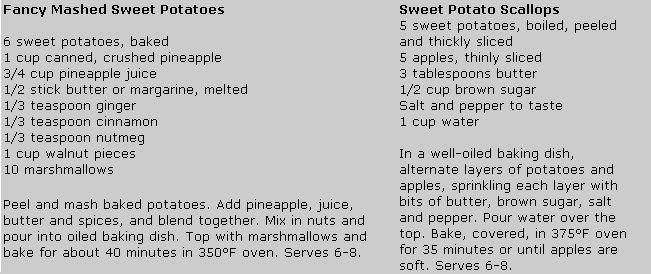 Fancy Mashed Sweet Potatoes
6 sweet potatoes, baked
1 cup canned, crushed pineapple
3/4 cup pineapple juice
1/2 stick butter or margarine, melted
1/3 teaspoon ginger
1/3 teaspoon cinnamon
1/3 teaspoon nutmeg
1 cup walnut pieces
10 marshmallows
Peel and mash baked potatoes. Add pineapple, juice,
butter and spices, and blend together. Mix in nuts and
pour into oiled baking dish. Top with marshmallows and
bake for about 40 minutes in 350°F oven. Serves 6-8.
Sweet Potato Scallops
5 sweet potatoes, boiled, peeled
and thickly sliced
5 apples, thinly sliced
3 tablespoons butter
1/2 cup brown sugar
Salt and pepper to taste
1 cup water
In a well-oiled baking dish,
alternate layers of potatoes and
apples, sprinkling each layer with
bits of butter, brown sugar, salt
and pepper. Pour water over the
top. Bake, covered, in 375°F oven
for 35 minutes or until apples are
soft. Serves 6-8.